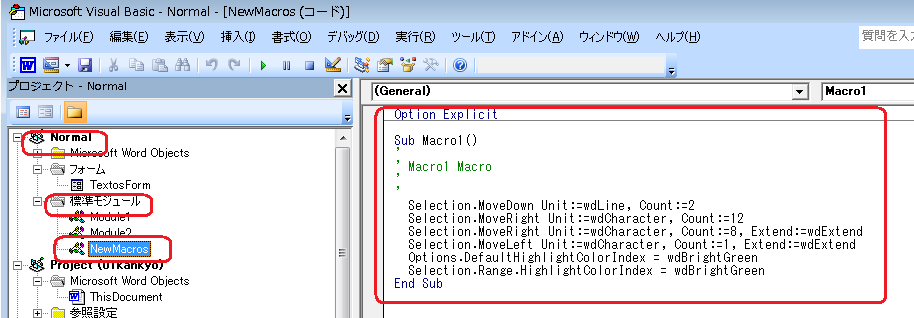 Microsoft Visual Basic - Normal - [NewMacros (コード)]
ファイル(F) 編集(E) 表示(V) 挿入(I) 書式(O) デバッグ(D) 実行(R) ツール(T) アドイン(A) ウィンドウ(W) ヘルプ(H) 質問を入
プロジェクト - Normal
Normal
Microsoft Word Objects
フォーム
TextosForm
標準モジュール
Module1
Module2
NewMacros
Project (01kankyo)
Microsoft Word Objects
ThisDocument
参照設定
(General) Macro1
Option Explicit
Sub Macro1()
'
' Macro1 Macro
'
'
Selection.MoveDown Unit:=wdLine, Count:=2
Selection.MoveRight Unit:=wdCharacter, Count:=12
Selection.MoveRight Unit:=wdCharacter, Count:=8, Extend:=wdExtend
Selection.MoveLeft Unit:=wdCharacter, Count:=1, Extend:=wdExtend
Options.DefaultHighlightColorIndex = wdBrightGreen
Selection.Range.HighlightColorIndex = wdBrightGreen
End Sub